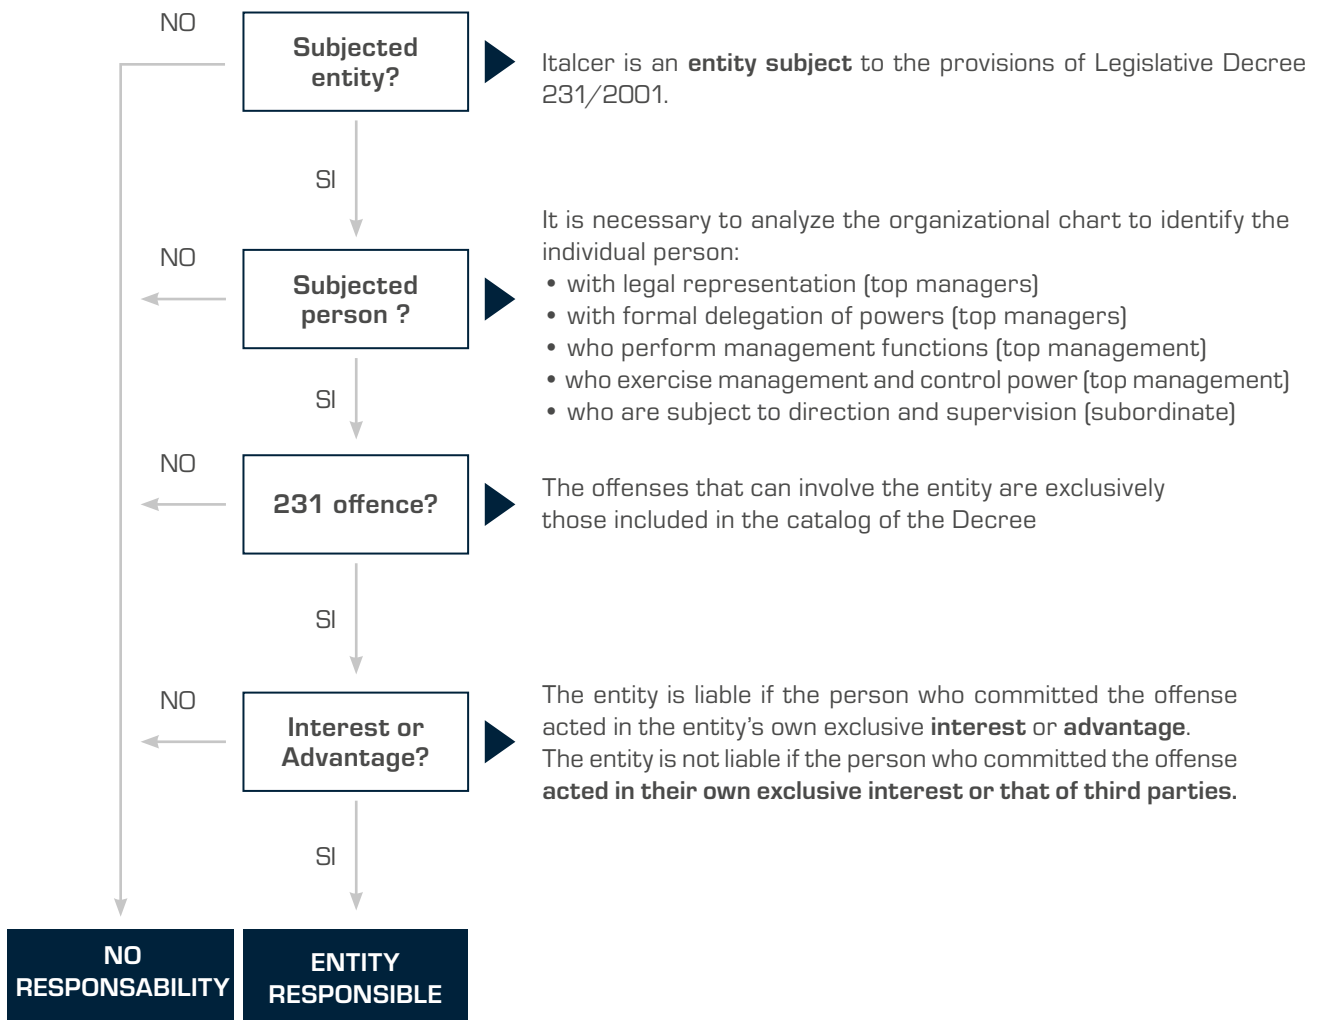 NO
Subjected
entity?
Italcer is an entity subject to the provisions of Legislative Decree
231/2001.
SI
NO
Subjected
person ?
It is necessary to analyze the organizational chart to identify the
individual person:
• with legal representation (top managers)
• with formal delegation of powers (top managers)
• who perform management functions (top management)
• who exercise management and control power (top management)
• who are subject to direction and supervision (subordinate)
SI
NO
231 offence?
The offenses that can involve the entity are exclusively
those included in the catalog of the Decree
SI
NO
Interest or
Advantage?
The entity is liable if the person who committed the offense
acted in the entity's own exclusive interest or advantage.
The entity is not liable if the person who committed the offense
acted in their own exclusive interest or that of third parties.
SI
NO
RESPONSABILITY
ENTITY
RESPONSIBLE